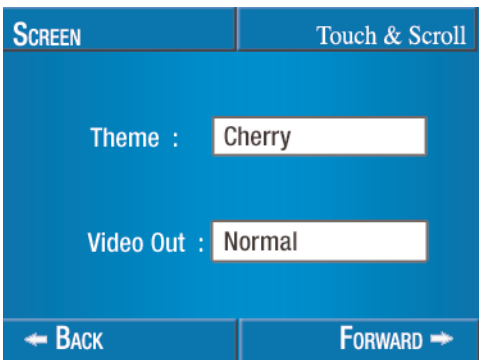 SCREEN Touch & Scroll
Theme : Cherry
Video Out : Normal
BACK FORWARD